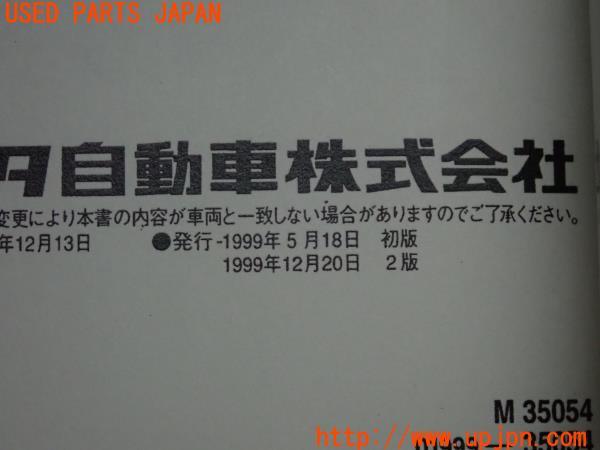 USED PARTS JAPAN
タ自動車株式会社
変更により本書の内容が車両と一致しない場合がありますのでご了承ください。
年12月13日 ●発行-1999年5月18日 初版
1999年12月20日 2版
M 35054
http://www.upjpn.com